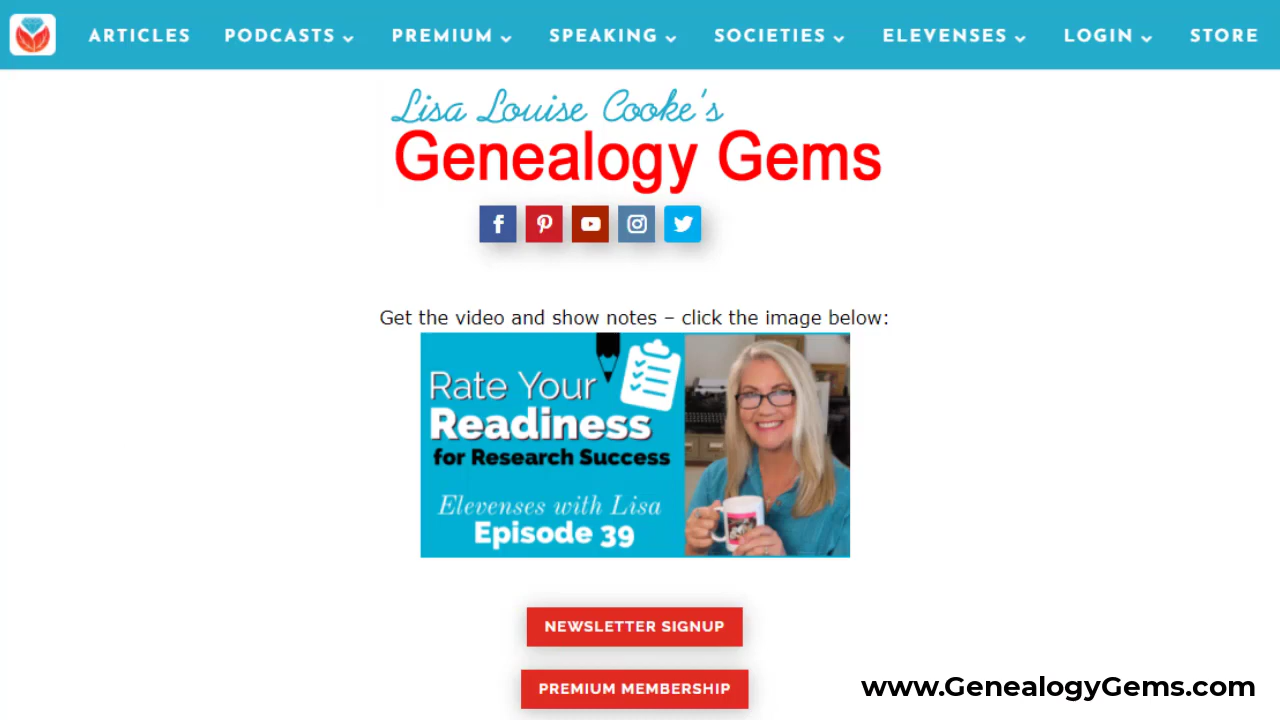 ARTICLES PODCASTS PREMIUM SPEAKING SOCIETIES ELEVENSES LOGIN STORE
Lisa Louise Cooke's
Genealogy Gems
Get the video and show notes – click the image below:
Rate Your
Readiness
for Research Success
Elevenses with Lisa
Episode 39
NEWSLETTER SIGNUP
PREMIUM MEMBERSHIP
www.GenealogyGems.com